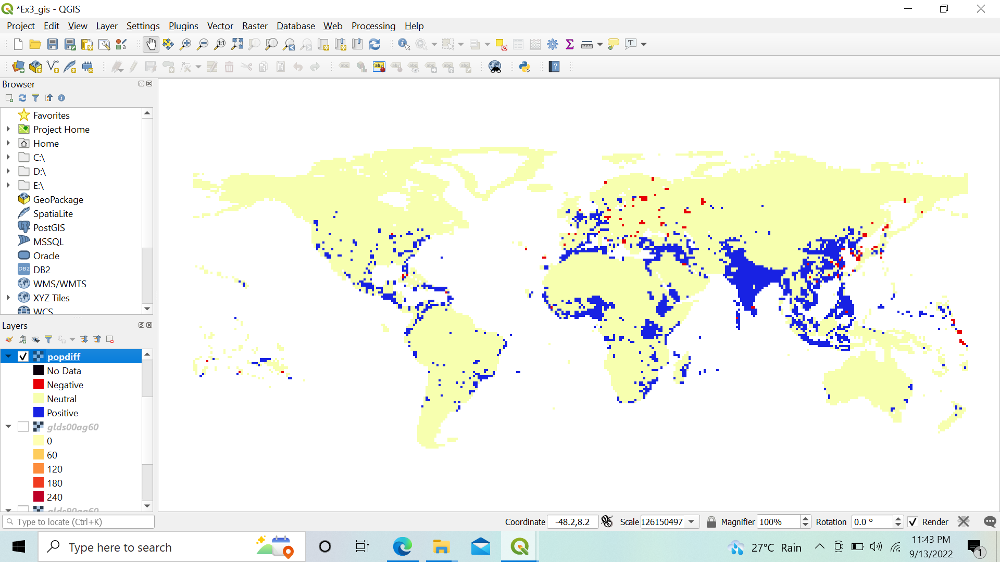 *Ex3_gis - QGIS
Project Edit View Layer Settings Plugins Vector Raster Database Web Processing Help
Browser
Favorites
Project Home
Home
C:\
D:\
E:\
GeoPackage
SpatiaLite
PostGIS
MSSQL
Oracle
DB2
WMS/WMTS
XYZ Tiles
WCS
Layers
popdiff
No Data
Negative
Neutral
Positive
glds00ag60
0
60
120
180
240
glds90ag60
Type to locate (Ctrl+K)
Coordinate -48.2,8.2 Scale 126150497 Magnifier 100% Rotation 0.0 ° Render
Type here to search
27°C Rain
11:43 PM
9/13/2022
1